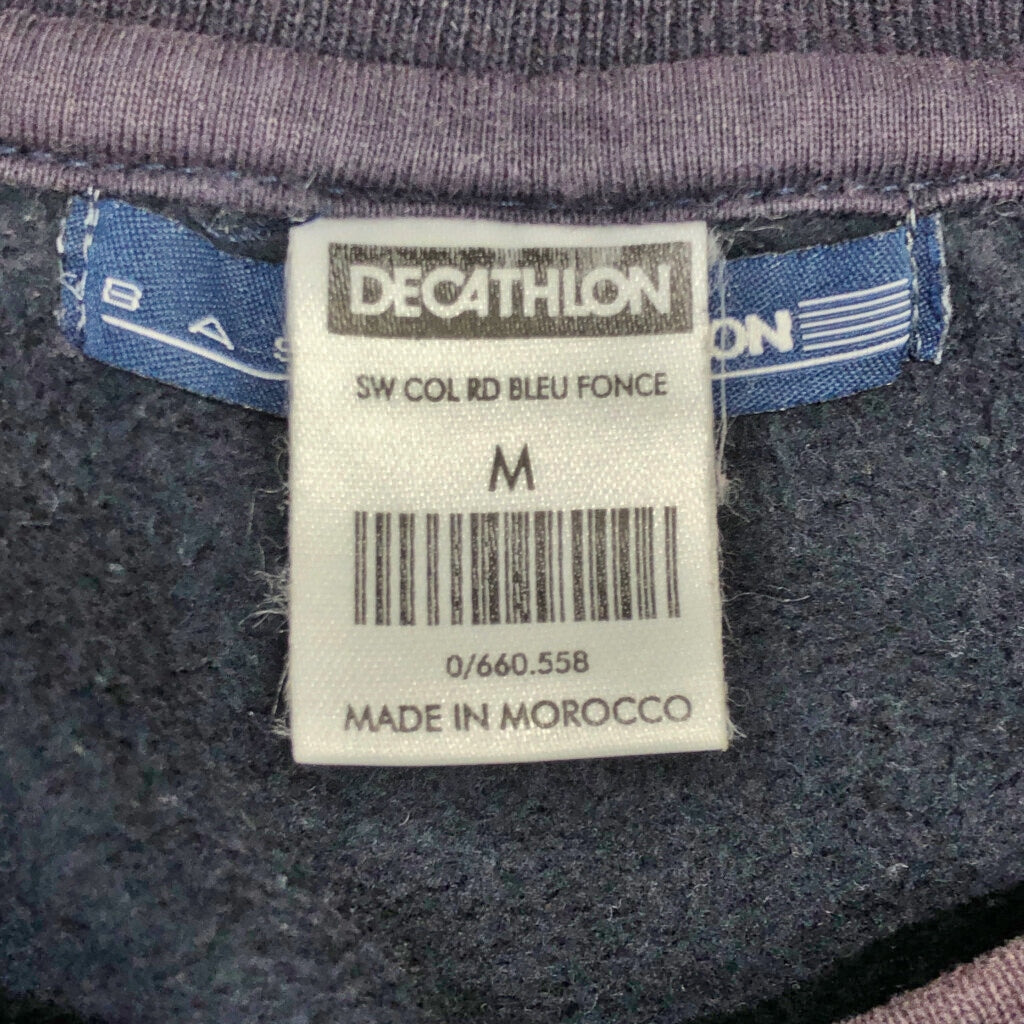 DECATHLON
SW COL RD BLEU FONCE
M
0/660.558
MADE IN MOROCCO